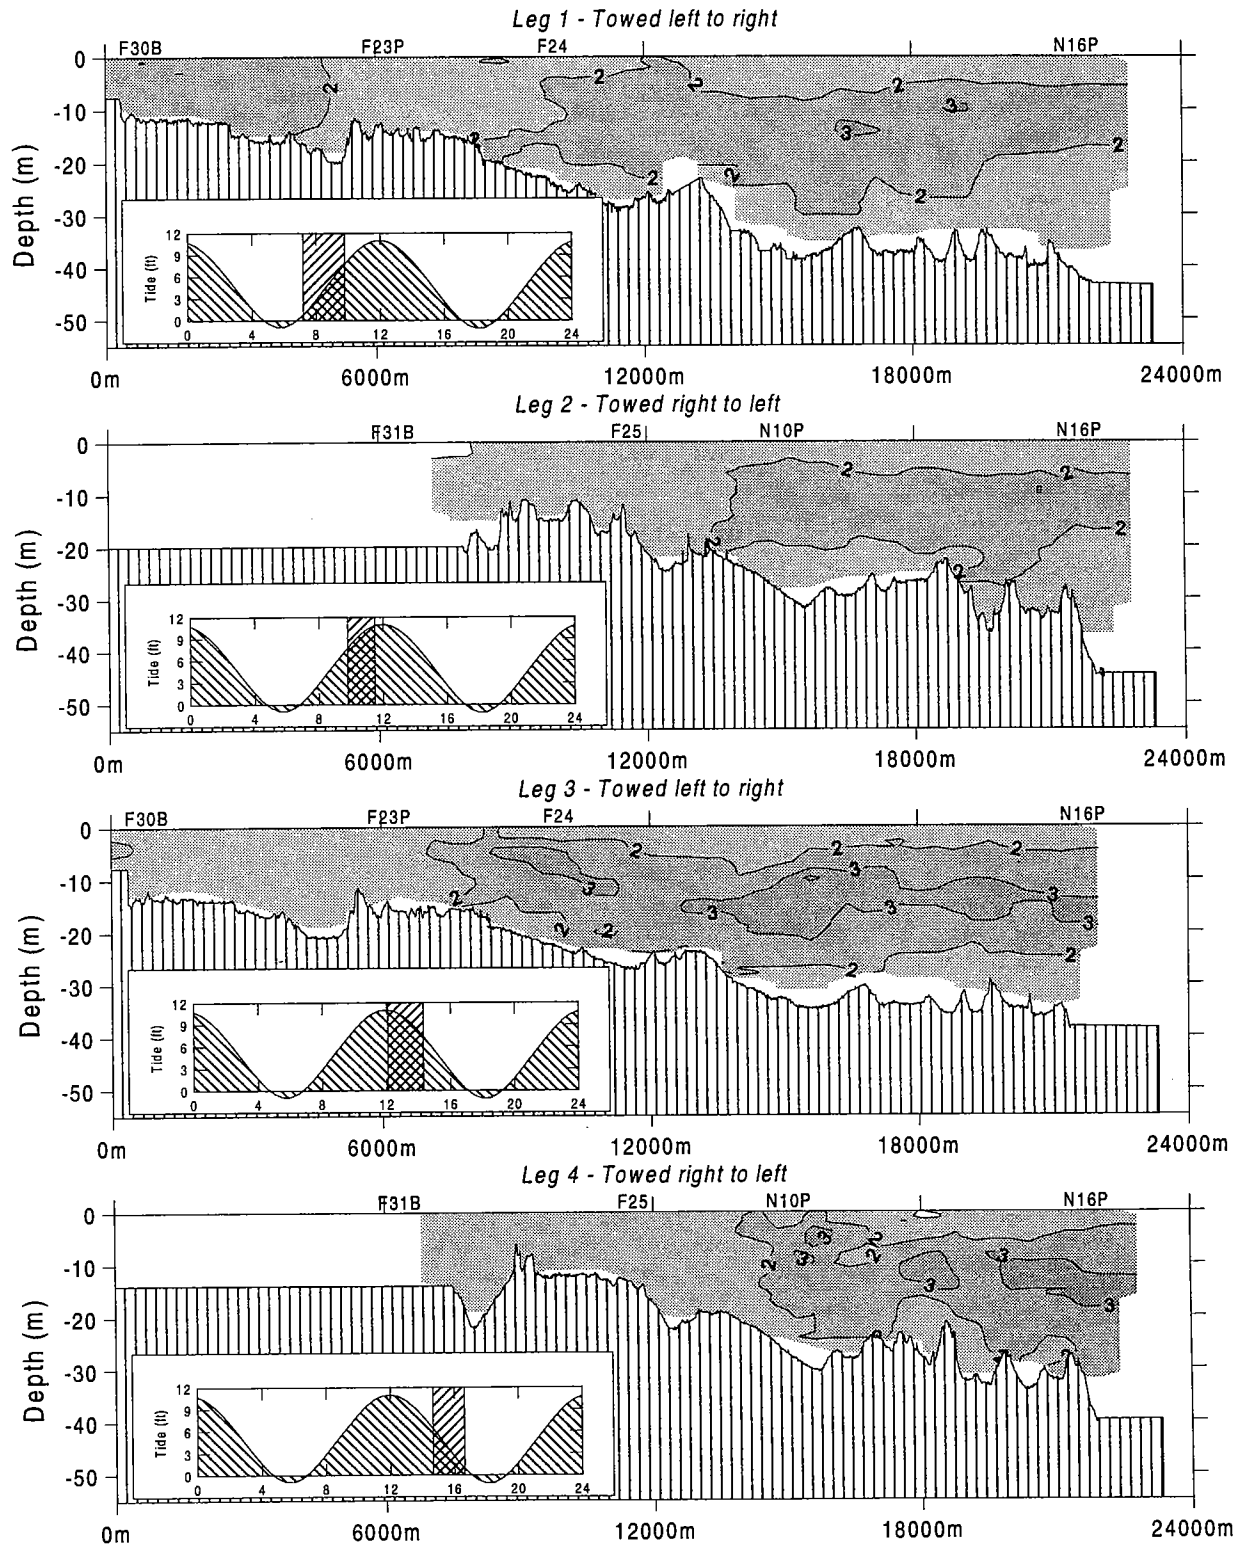 Leg 1 - Towed left to right
F30B F23P F24 N16P
0
-10
-20
-30
-40
-50
Depth (m)
2 2 2 2 3 3 2 2 2 2 2
12
9
6
3
0
Tide (ft)
0 4 8 12 16 20 24
0m 6000m 12000m 18000m 24000m
Leg 2 - Towed right to left
F31B F25 N10P N16P
0
-10
-20
-30
-40
-50
Depth (m)
2 2 2 2 2
12
9
6
3
0
Tide (ft)
0 4 8 12 16 20 24
0m 6000m 12000m 18000m 24000m
Leg 3 - Towed left to right
F30B F23P F24 N16P
0
-10
-20
-30
-40
-50
Depth (m)
2 2 2 3 3 3 2 3 3 3 2 2 2 2
12
9
6
3
0
Tide (ft)
0 4 8 12 16 20 24
0m 6000m 12000m 18000m 24000m
Leg 4 - Towed right to left
F31B F25 N10P N16P
0
-10
-20
-30
-40
-50
Depth (m)
3 2 2 3 3 2 3 3 2
12
9
6
3
0
Tide (ft)
0 4 8 12 16 20 24
0m 6000m 12000m 18000m 24000m